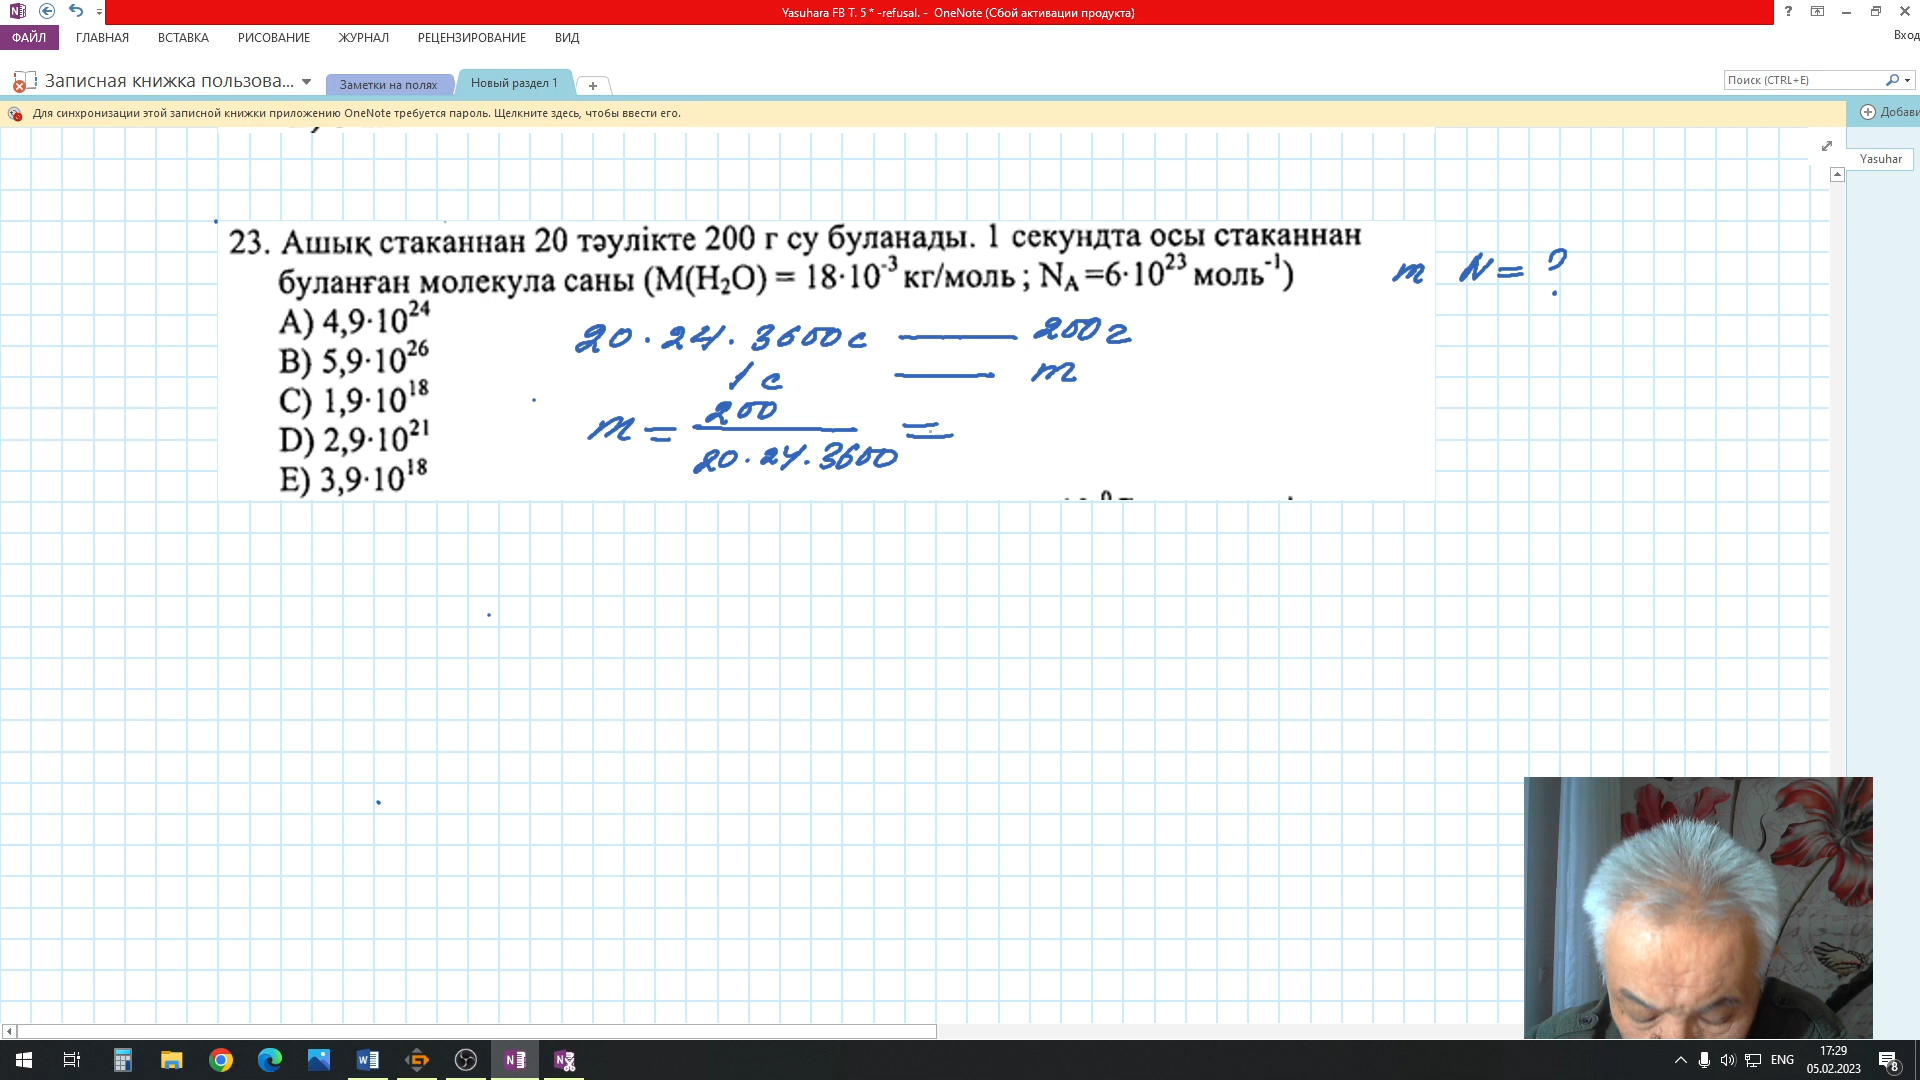 Yasuhara FB T. 5 * -refusal. - OneNote (Сбой активации продукта)
ФАЙЛ ГЛАВНАЯ ВСТАВКА РИСОВАНИЕ ЖУРНАЛ РЕЦЕНЗИРОВАНИЕ ВИД Вход
Записная книжка пользова... Заметки на полях Новый раздел 1 Поиск (CTRL+E)
Для синхронизации этой записной книжки приложению OneNote требуется пароль. Щелкните здесь, чтобы ввести его. Добави
Yasuhar
23. Ашық стаканнан 20 тәулікте 200 г су буланады. 1 секундта осы стаканнан
буланған молекула саны (M(H₂O) = 18·10⁻³ кг/моль ; N_A =6·10²³ моль⁻¹) m N = ?
A) 4,9·10²⁴
B) 5,9·10²⁶
C) 1,9·10¹⁸
D) 2,9·10²¹
E) 3,9·10¹⁸
20 · 24 · 3600 с —— 200 г
1 с —— m
m = 200 / 20 · 24 · 3600 =
ENG 17:29
05.02.2023 8